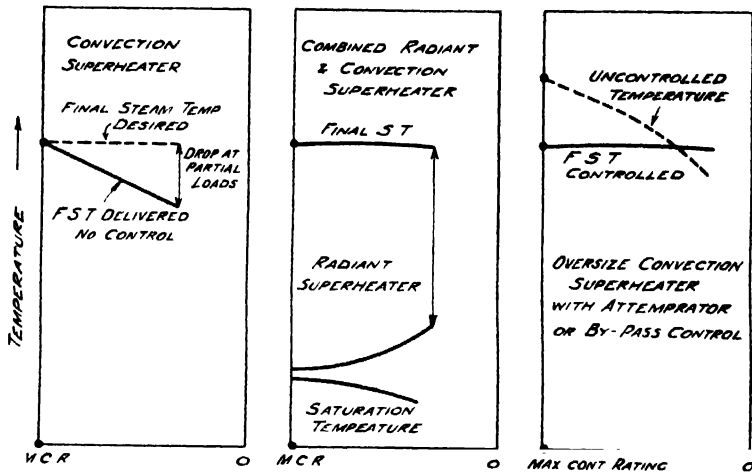 CONVECTION
SUPERHEATER
FINAL STEAM TEMP
DESIRED
DROP AT
PARTIAL
LOADS
FST DELIVERED
NO CONTROL
TEMPERATURE
MCR
O
COMBINED RADIANT
& CONVECTION
SUPERHEATER
FINAL ST
RADIANT
SUPERHEATER
SATURATION
TEMPEATURE
MCR
O
UNCONTROLLED
TEMPERATURE
FST
CONTROLLED
OVERSIZE CONVECTION
SUPERHEATER
WITH ATTEMPRATOR
OR BY-PASS CONTROL
MAX CONT RATING
O